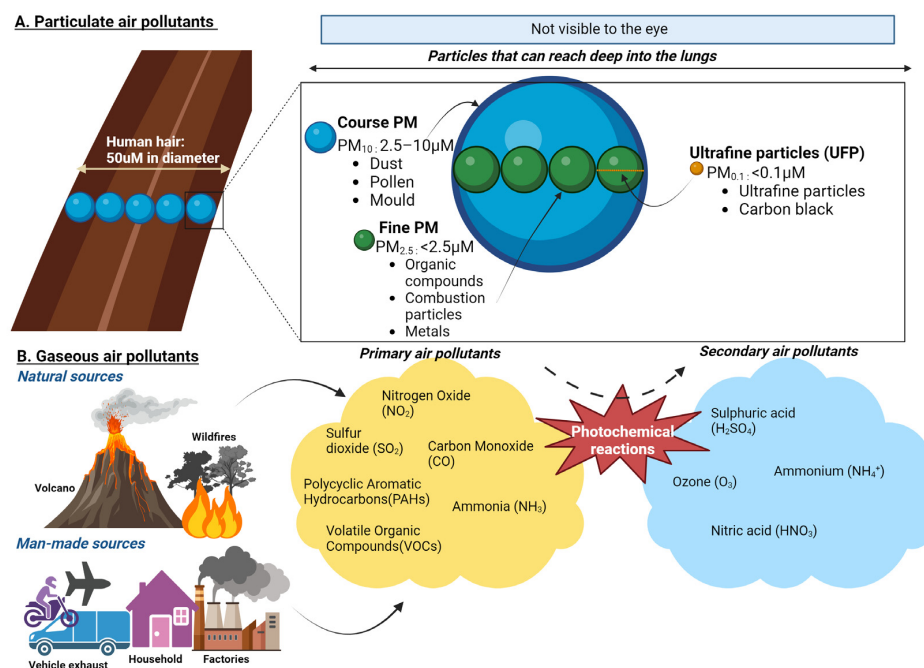 A. Particulate air pollutants
Not visible to the eye
Particles that can reach deep into the lungs
Human hair:
50uM in diameter
Course PM
PM₁₀ : 2.5–10μM
• Dust
• Pollen
• Mould
Fine PM
PM₂.₅ : <2.5μM
• Organic
compounds
• Combustion
particles
• Metals
Ultrafine particles (UFP)
PM₀.₁ : <0.1μM
• Ultrafine particles
• Carbon black
B. Gaseous air pollutants
Natural sources
Volcano
Wildfires
Man-made sources
Vehicle exhaust
Household
Factories
Primary air pollutants
Nitrogen Oxide
(NO₂)
Sulfur
dioxide (SO₂)
Carbon Monoxide
(CO)
Polycyclic Aromatic
Hydrocarbons(PAHs)
Ammonia (NH₃)
Volatile Organic
Compounds(VOCs)
Photochemical
reactions
Secondary air pollutants
Sulphuric acid
(H₂SO₄)
Ozone (O₃)
Ammonium (NH₄⁺)
Nitric acid (HNO₃)